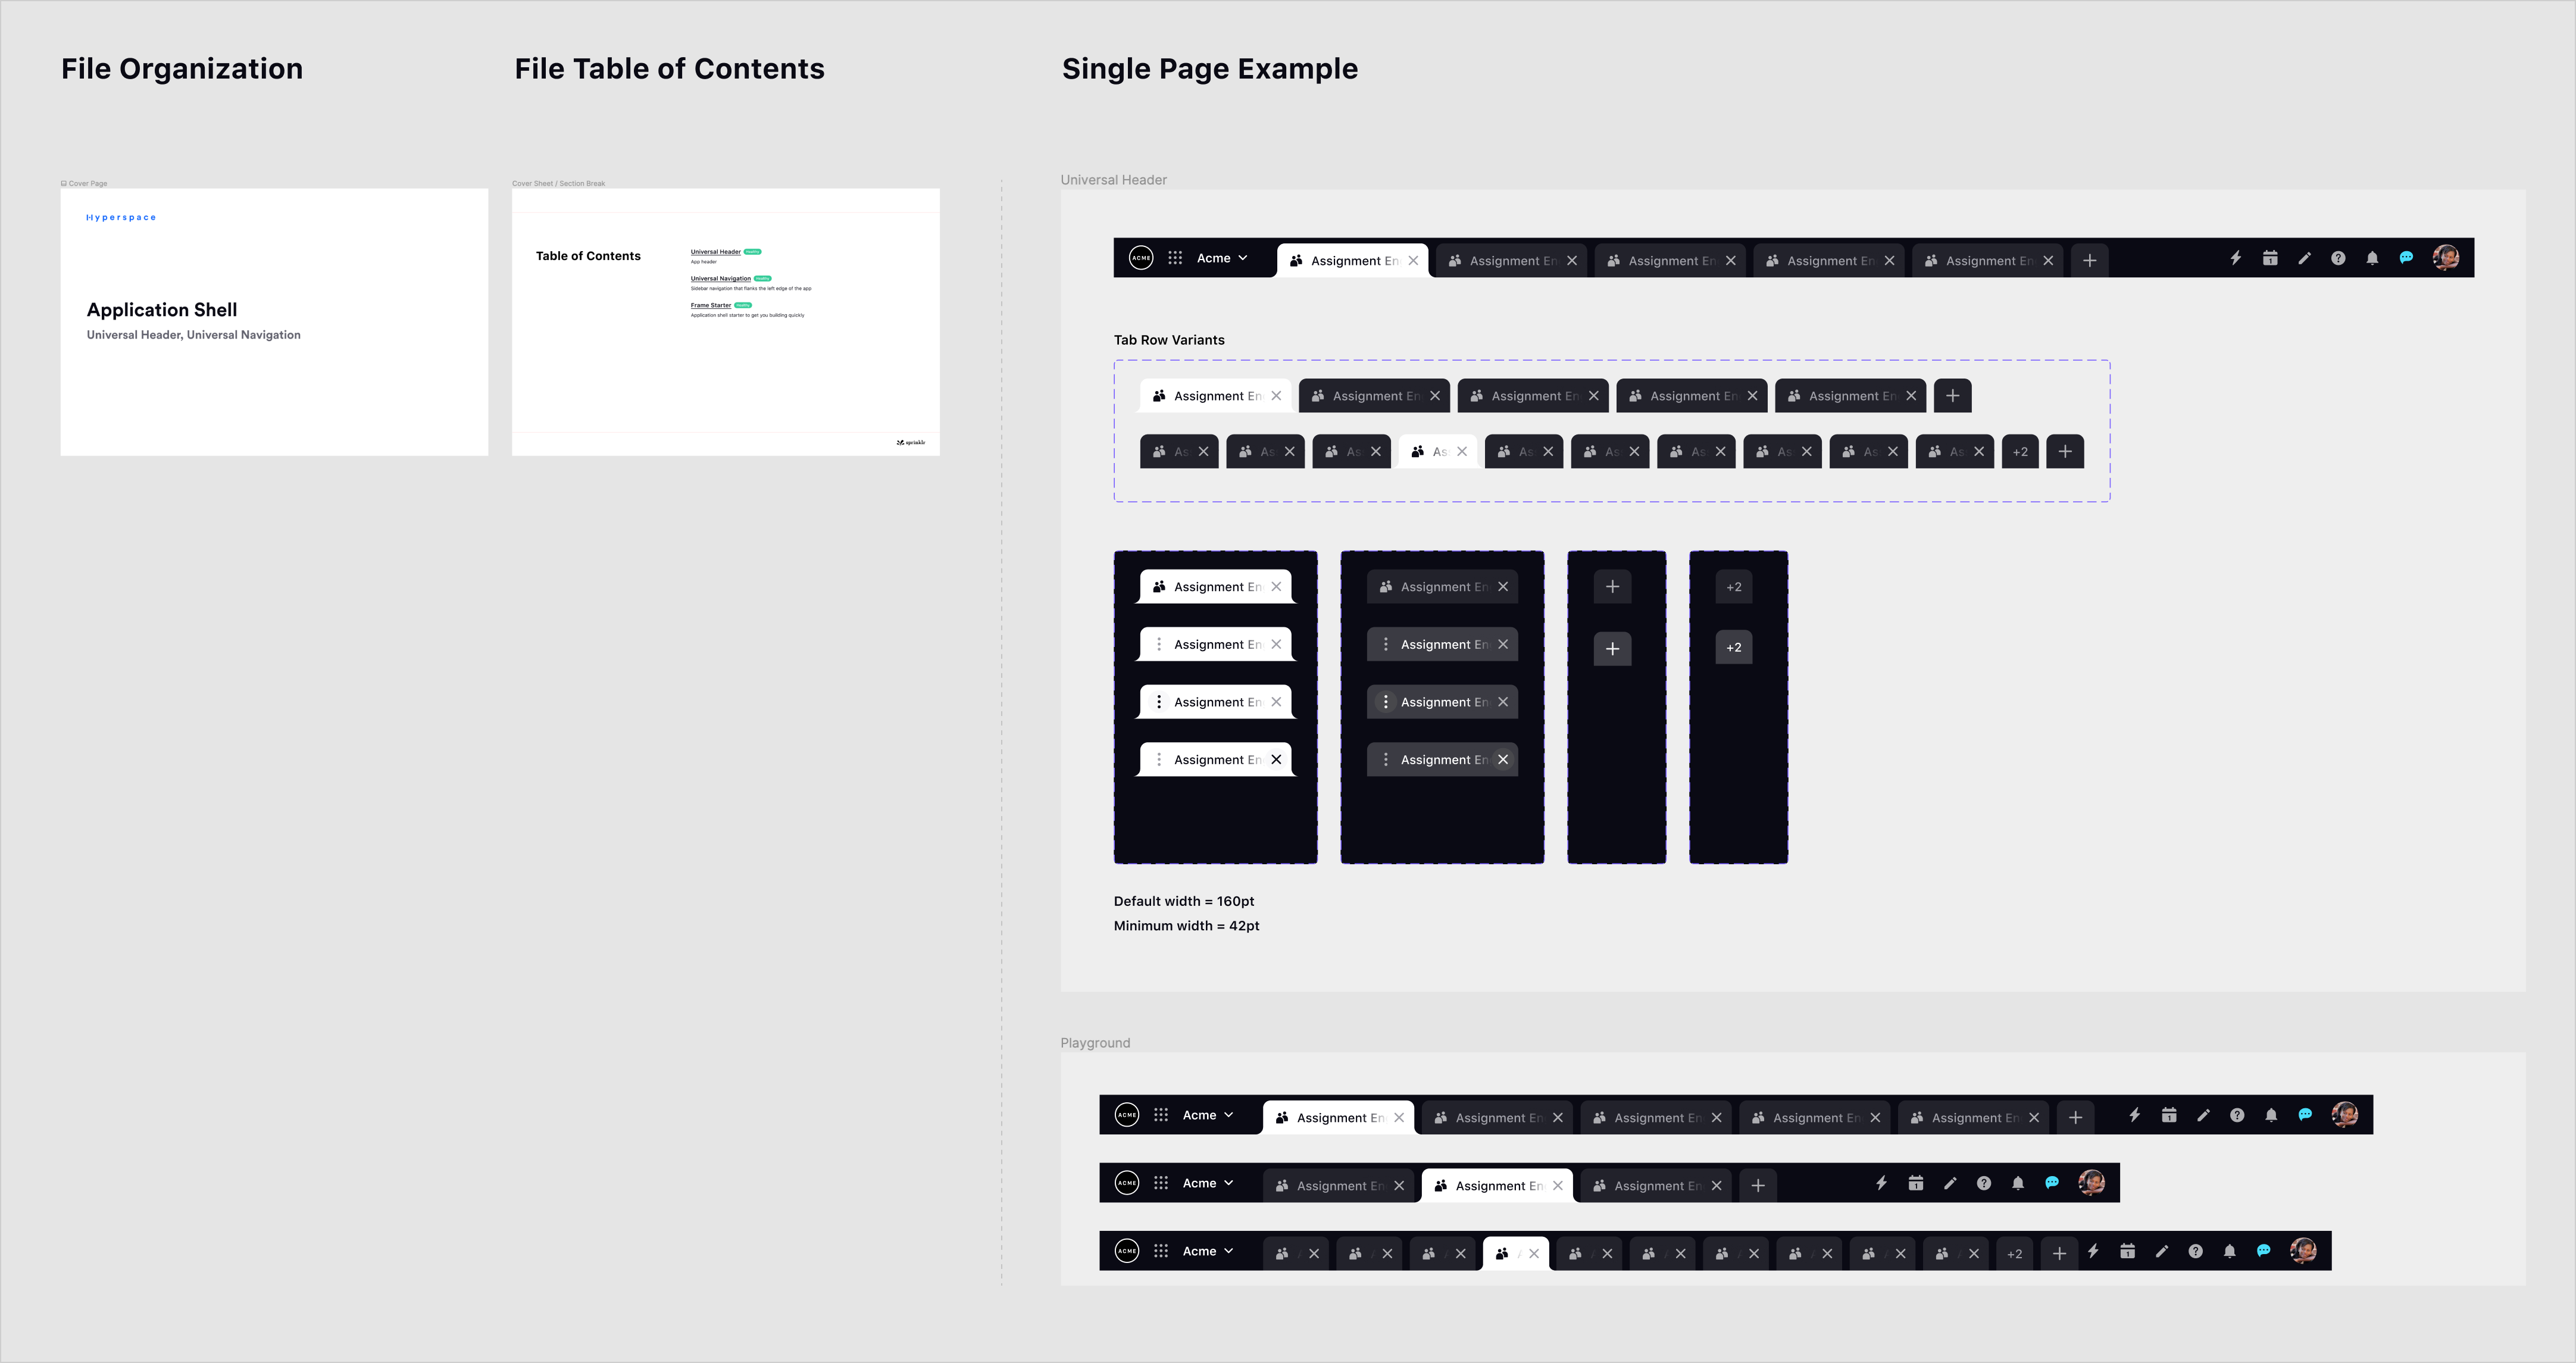 File Organization
File Table of Contents
Single Page Example
Cover Page
Hyperspace
Application Shell
Universal Header, Universal Navigation
Cover Sheet / Section Break
Table of Contents
Universal Header
App header
Universal Navigation
Sidebar navigation that flanks the left edge of the app
Frame Starter
Application shell starter to get you building quickly
sprinklr
Universal Header
ACME Acme Assignment En Assignment En Assignment En Assignment En Assignment En 1 ?
Tab Row Variants
Assignment En Assignment En Assignment En Assignment En Assignment En
As As As As As As As As As As +2
Assignment En Assignment En +2
Assignment En Assignment En +2
Assignment En Assignment En
Assignment En Assignment En
Default width = 160pt
Minimum width = 42pt
Playground
ACME Acme Assignment En Assignment En Assignment En Assignment En Assignment En 1 ?
ACME Acme Assignment En Assignment En Assignment En 1 ?
ACME Acme +2 1 ?